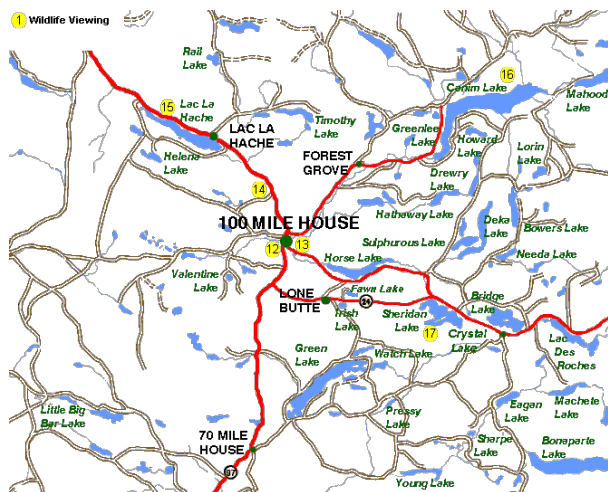 1 Wildlife Viewing
Rail
Lake
16
Canim Lake
Mahood
Lake
15
Lac La
Hache
Timothy
Lake
LAC LA
HACHE
Greenlee
Lake
Howard
Lake
Lorin
Lake
Helena
Lake
FOREST
GROVE
Drewry
Lake
14
Hathaway Lake
100 MILE HOUSE
Deka
Lake
Bowers Lake
12
13
Sulphurous Lake
Horse Lake
Needa Lake
Valentine
Lake
LONE
BUTTE
Fawn Lake
24
Bridge
Lake
Irish
Lake
Sheridan
Lake
17
Crystal
Lake
Lac
Des
Roches
Green
Lake
Watch Lake
Little Big
Bar Lake
Pressy
Lake
Eagan
Lake
Machete
Lake
70 MILE
HOUSE
Sharpe
Lake
Bonaparte
Lake
97
Young Lake